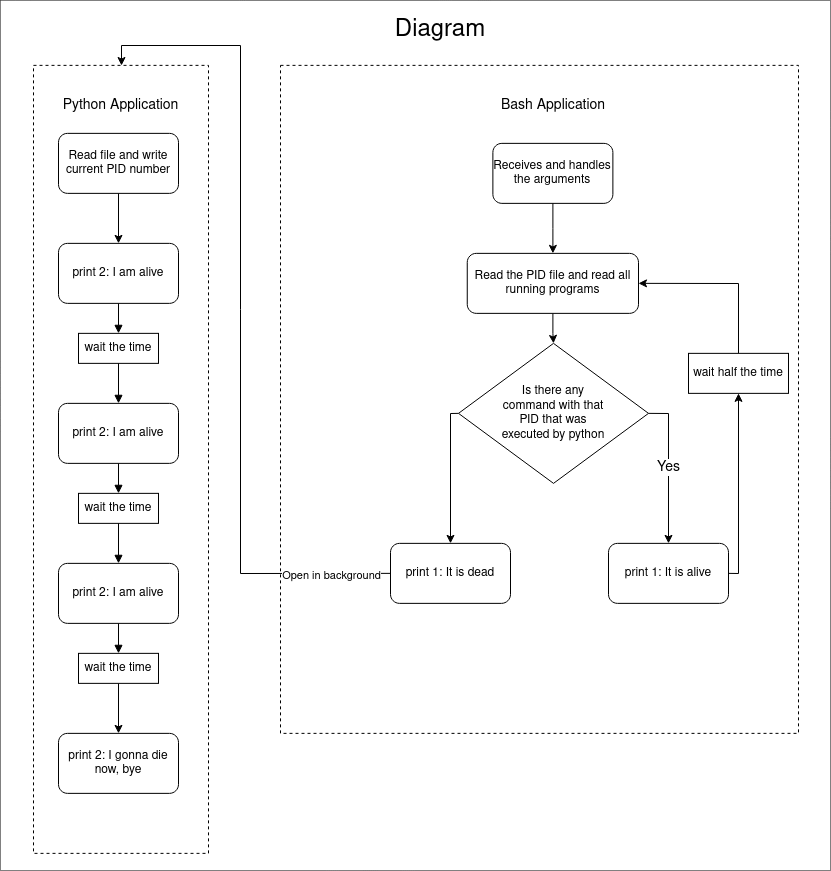 Diagram
Python Application
Read file and write
current PID number
print 2: I am alive
wait the time
print 2: I am alive
wait the time
print 2: I am alive
wait the time
print 2: I gonna die
now, bye
Bash Application
Receives and handles
the arguments
Read the PID file and read all
running programs
Is there any
command with that
PID that was
executed by python
wait half the time
Yes
Open in background
print 1: It is dead
print 1: It is alive